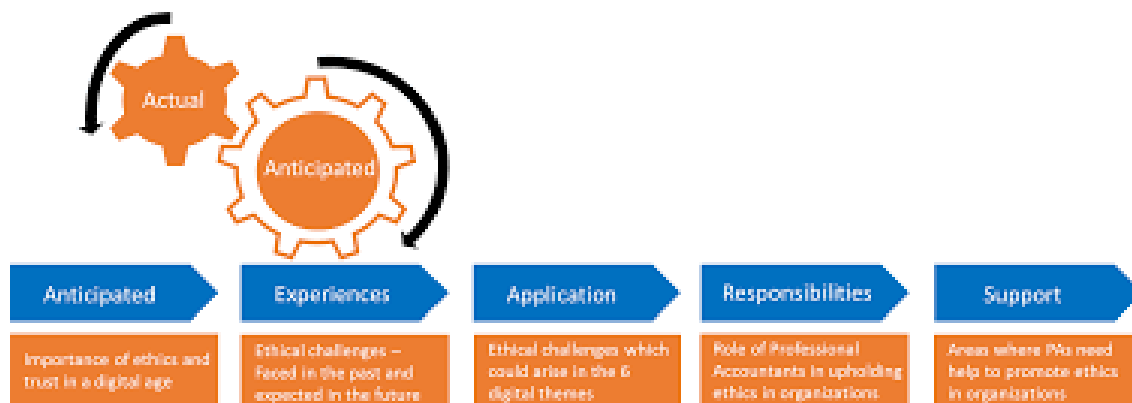 Actual
Anticipated
Anticipated
Experiences
Application
Responsibilities
Support
Importance of ethics and
trust in a digital age
Ethical challenges –
Faced in the past and
expected in the future
Ethical challenges which
could arise in the 6
digital themes
Role of Professional
Accountants in upholding
ethics in organizations
Areas where PAs need
help to promote ethics
in organizations